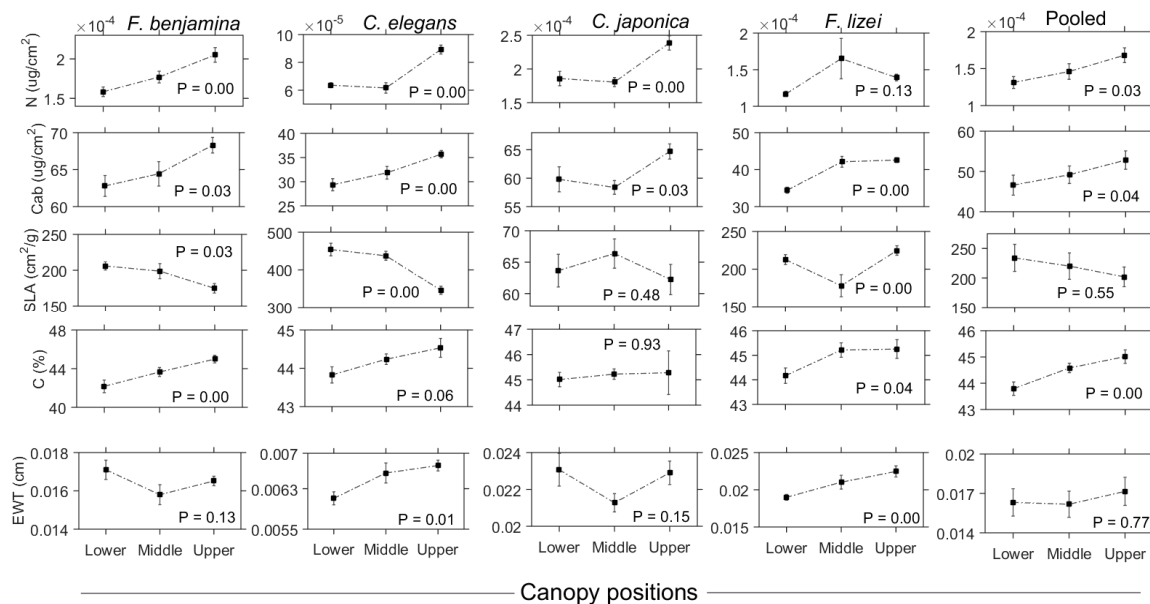 ×10⁻⁴ F. benjamina ×10⁻⁵ C. elegans ×10⁻⁴ C. japonica ×10⁻⁴ F. lizei ×10⁻⁴ Pooled
N (ug/cm²)
2
1.5
P = 0.00
10
8
6
P = 0.00
2.5
2
1.5
P = 0.00
2
1.5
1
P = 0.13
2
1.5
1
P = 0.03
Cab (ug/cm²)
70
65
60
P = 0.03
40
35
30
25
P = 0.00
70
65
60
55
P = 0.03
50
40
30
P = 0.00
60
50
40
P = 0.04
SLA (cm²/g)
250
200
150
P = 0.03
500
400
300
P = 0.00
70
65
60
P = 0.48
250
200
150
P = 0.00
250
200
150
P = 0.55
C (%)
48
44
40
P = 0.00
45
44
43
P = 0.06
47
46
45
44
P = 0.93
46
45
44
43
P = 0.04
46
45
44
43
P = 0.00
EWT (cm)
0.018
0.016
0.014
P = 0.13
0.007
0.0063
0.0055
P = 0.01
0.024
0.022
0.02
P = 0.15
0.025
0.02
0.015
P = 0.00
0.02
0.017
0.014
P = 0.77
Lower Middle Upper Lower Middle Upper Lower Middle Upper Lower Middle Upper Lower Middle Upper
Canopy positions